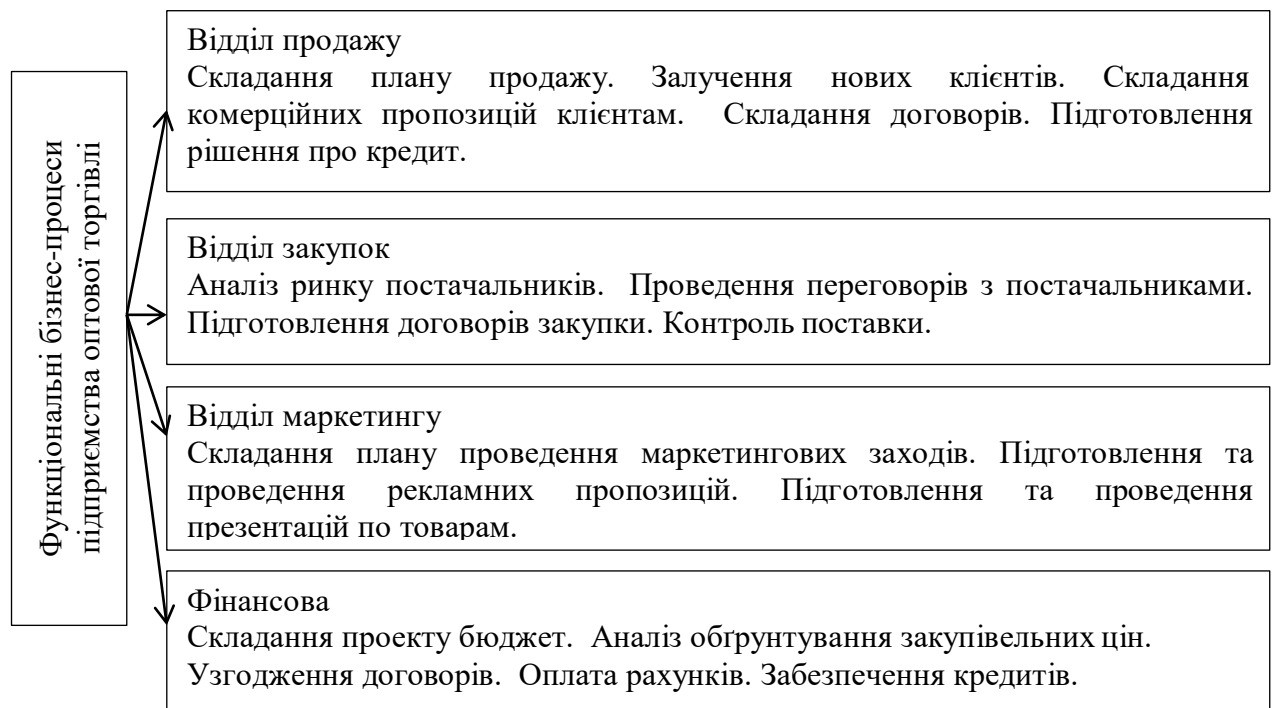 Функціональні бізнес-процеси
підприємства оптової торгівлі
Відділ продажу
Складання плану продажу. Залучення нових клієнтів. Складання
комерційних пропозицій клієнтам. Складання договорів. Підготовлення
рішення про кредит.
Відділ закупок
Аналіз ринку постачальників. Проведення переговорів з постачальниками.
Підготовлення договорів закупки. Контроль поставки.
Відділ маркетингу
Складання плану проведення маркетингових заходів. Підготовлення та
проведення рекламних пропозицій. Підготовлення та проведення
презентацій по товарам.
Фінансова
Складання проекту бюджет. Аналіз обґрунтування закупівельних цін.
Узгодження договорів. Оплата рахунків. Забезпечення кредитів.